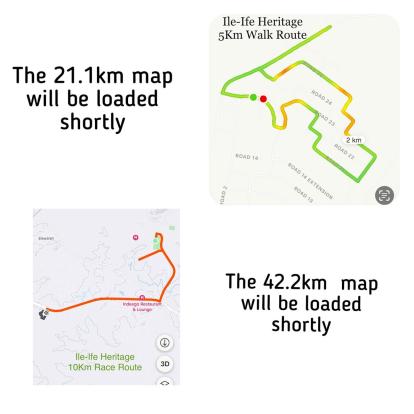 The 21.1km map
will be loaded
shortly
Ile-Ife Heritage
5Km Walk Route
ROAD 24
ROAD 23
2 km
ROAD 22
ROAD 14
ROAD 14 EXTENSION
ROAD 15
ROAD 2
Indeago Restaurant
& Lounge
3D
Ile-Ife Heritage
10Km Race Route
The 42.2km map
will be loaded
shortly